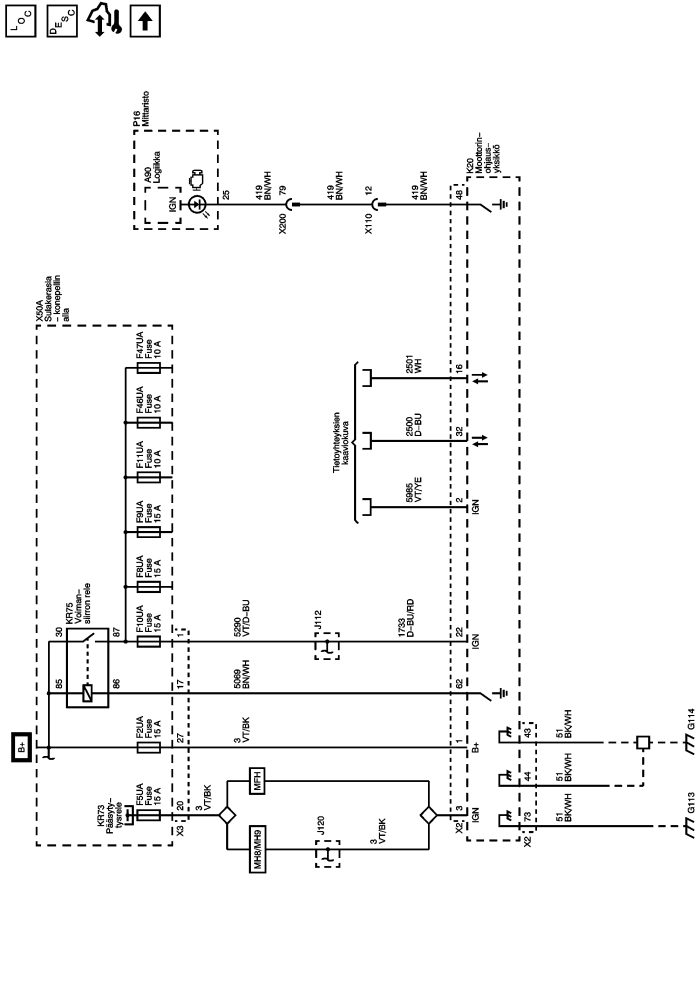 LOC
DESC
P16
Mittaristo
A90
Logiikka
IGN
25
419
BN/WH
79
X200
419
BN/WH
12
X110
419
BN/WH
48
K20
Moottorin–
ohjaus–
yksikkö
X50A
Sulakerasia
– konepellin
alla
F47UA
Fuse
10 A
F46UA
Fuse
10 A
F11UA
Fuse
10 A
F9UA
Fuse
15 A
F8UA
Fuse
15 A
F10UA
Fuse
15 A
KR75
Voiman–
siirron rele
30
87
85
86
B+
F2UA
Fuse
15 A
KR73
Pääsyty–
tysrele
F5UA
Fuse
15 A
1
17
27
20
X3
Tietoyhteyksien
kaaviokuva
2501
WH
16
2500
D–BU
32
5985
VT/YE
2
IGN
5290
VT/D–BU
J112
1733
D–BU/RD
22
IGN
5069
BN/WH
62
3
VT/BK
1
B+
3
VT/BK
MFH
MH8/MH9
J120
3
VT/BK
3
X2
IGN
43
51
BK/WH
G114
44
51
BK/WH
73
X2
51
BK/WH
G113